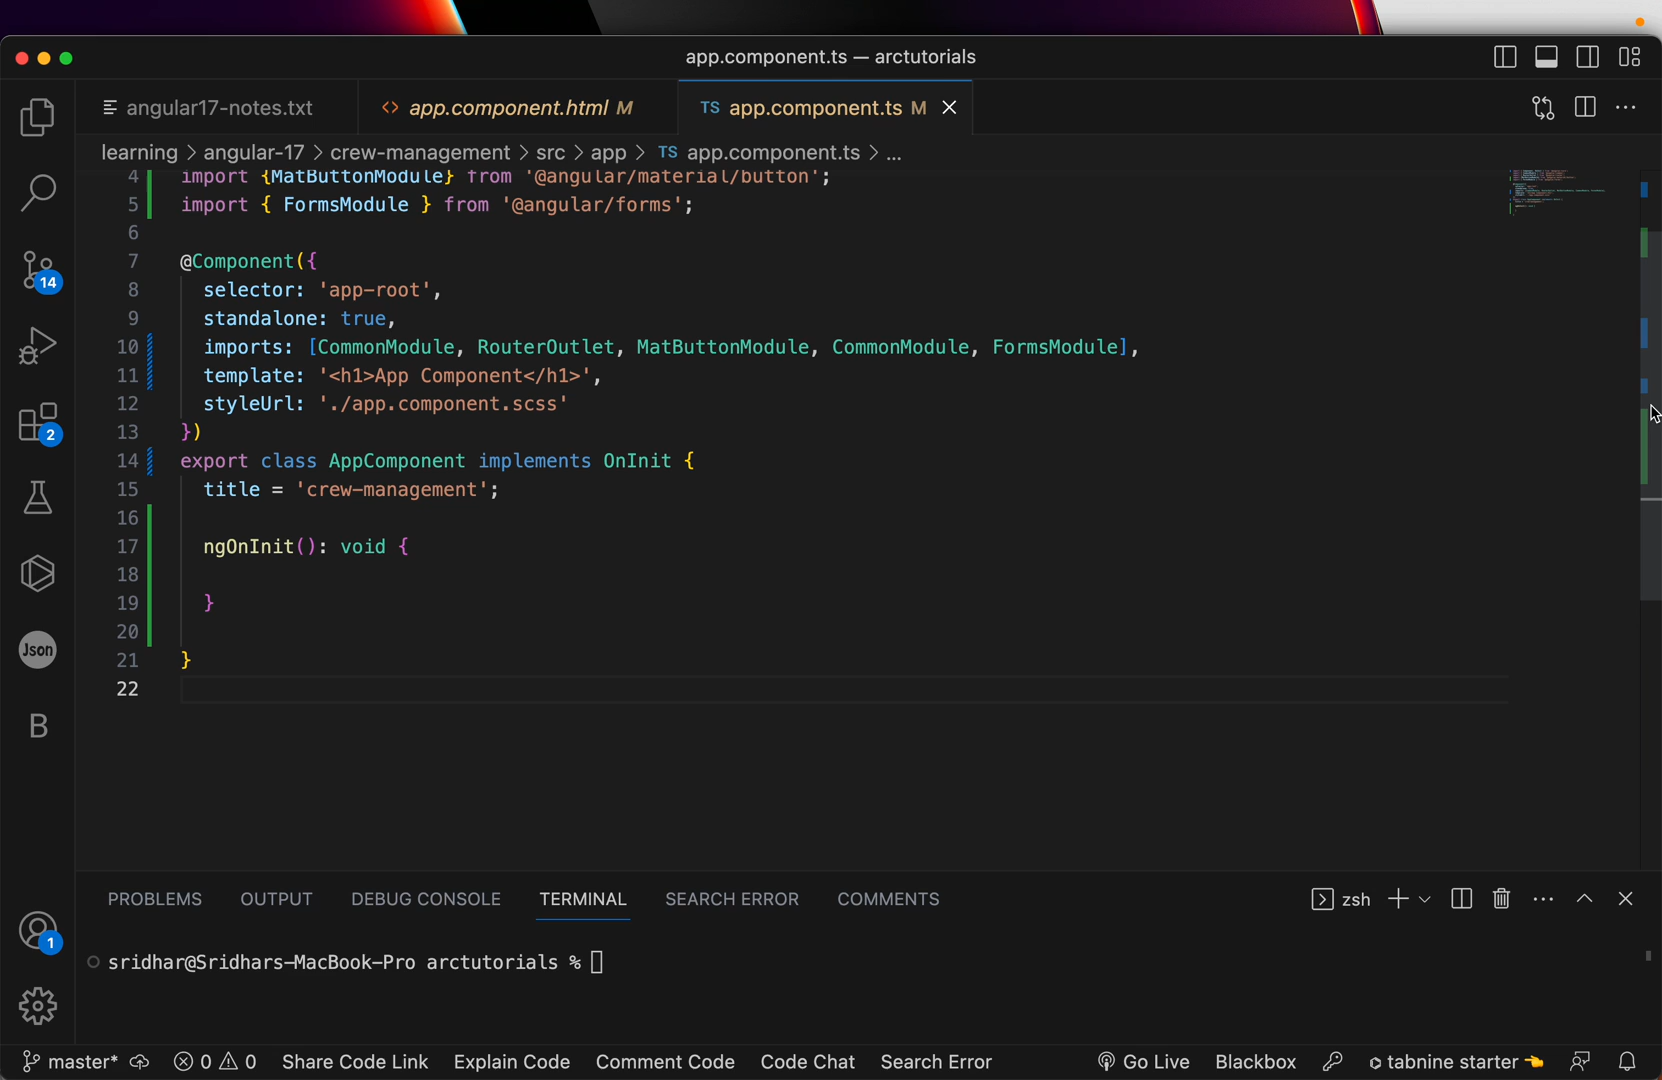 app.component.ts — arctutorials
angular17-notes.txt
<> app.component.html M
TS app.component.ts M
learning > angular-17 > crew-management > src > app > TS app.component.ts > ...
4 import {MatButtonModule} from '@angular/material/button';
5 import { FormsModule } from '@angular/forms';
6
7 @Component({
8 selector: 'app-root',
9 standalone: true,
10 imports: [CommonModule, RouterOutlet, MatButtonModule, CommonModule, FormsModule],
11 template: '<h1>App Component</h1>',
12 styleUrl: './app.component.scss'
13 })
14 export class AppComponent implements OnInit {
15 title = 'crew-management';
16
17 ngOnInit(): void {
18
19 }
20
21 }
22
14
2
Json
B
1
PROBLEMS OUTPUT DEBUG CONSOLE TERMINAL SEARCH ERROR COMMENTS
zsh
sridhar@Sridhars-MacBook-Pro arctutorials %
master* 0 0 Share Code Link Explain Code Comment Code Code Chat Search Error Go Live Blackbox tabnine starter